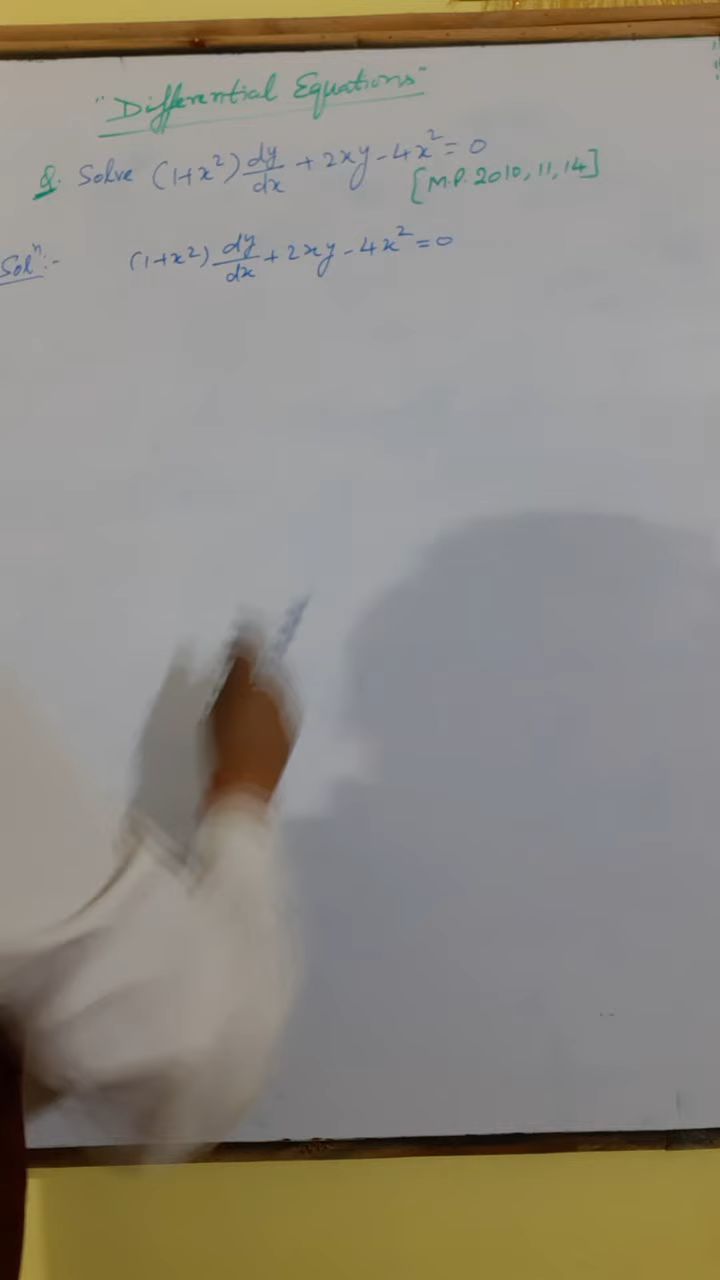 "Differential Equations"
Q. Solve (1+x²) dy/dx + 2xy - 4x² = 0
[M.P. 2010, 11, 14]
Solⁿ:- (1+x²) dy/dx + 2xy - 4x² = 0